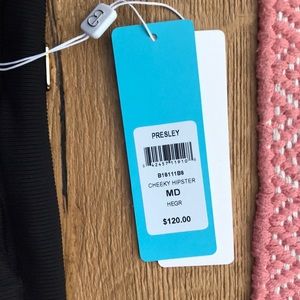 PRESLEY
B18111B6
CHEEKY HIPSTER
MD
HEGR
$120.00